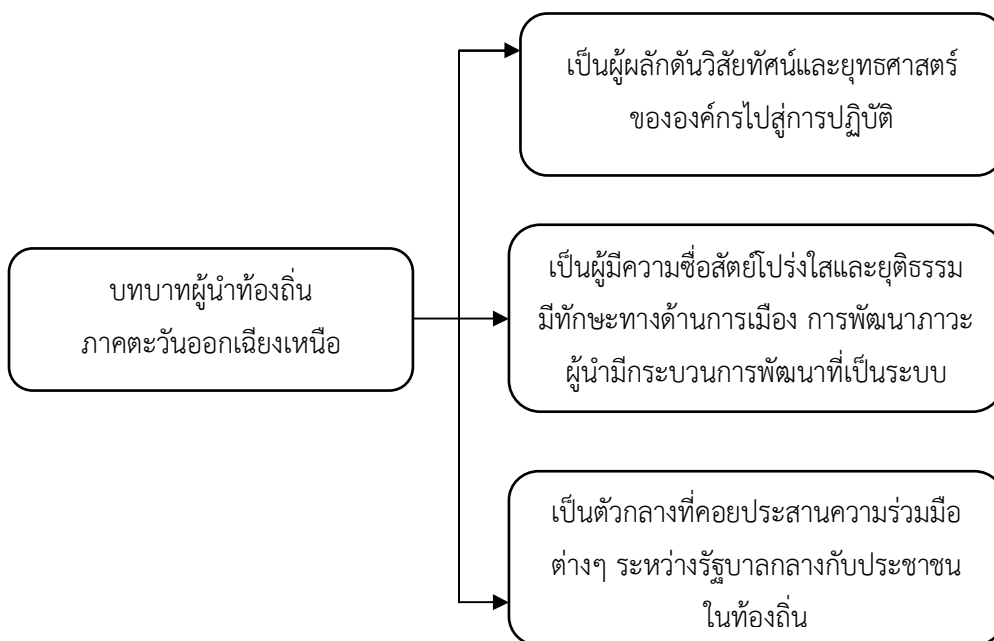 เป็นผู้ผลักดันวิสัยทัศน์และยุทธศาสตร์
ขององค์กรไปสู่การปฏิบัติ
บทบาทผู้นำท้องถิ่น
ภาคตะวันออกเฉียงเหนือ
เป็นผู้มีความซื่อสัตย์โปร่งใสและยุติธรรม
มีทักษะทางด้านการเมือง การพัฒนาภาวะ
ผู้นำมีกระบวนการพัฒนาที่เป็นระบบ
เป็นตัวกลางที่คอยประสานความร่วมมือ
ต่างๆ ระหว่างรัฐบาลกลางกับประชาชน
ในท้องถิ่น